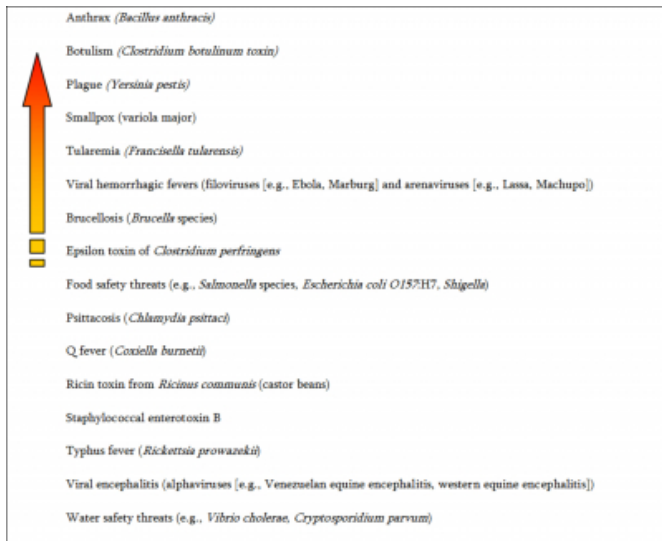 Anthrax (Bacillus anthracis)
Botulism (Clostridium botulinum toxin)
Plague (Yersinia pestis)
Smallpox (variola major)
Tularemia (Francisella tularensis)
Viral hemorrhagic fevers (filoviruses [e.g., Ebola, Marburg] and arenaviruses [e.g., Lassa, Machupo])
Brucellosis (Brucella species)
Epsilon toxin of Clostridium perfringens
Food safety threats (e.g., Salmonella species, Escherichia coli O157:H7, Shigella)
Psittacosis (Chlamydia psittaci)
Q fever (Coxiella burnetii)
Ricin toxin from Ricinus communis (castor beans)
Staphylococcal enterotoxin B
Typhus fever (Rickettsia prowazekii)
Viral encephalitis (alphaviruses [e.g., Venezuelan equine encephalitis, western equine encephalitis])
Water safety threats (e.g., Vibrio cholerae, Cryptosporidium parvum)